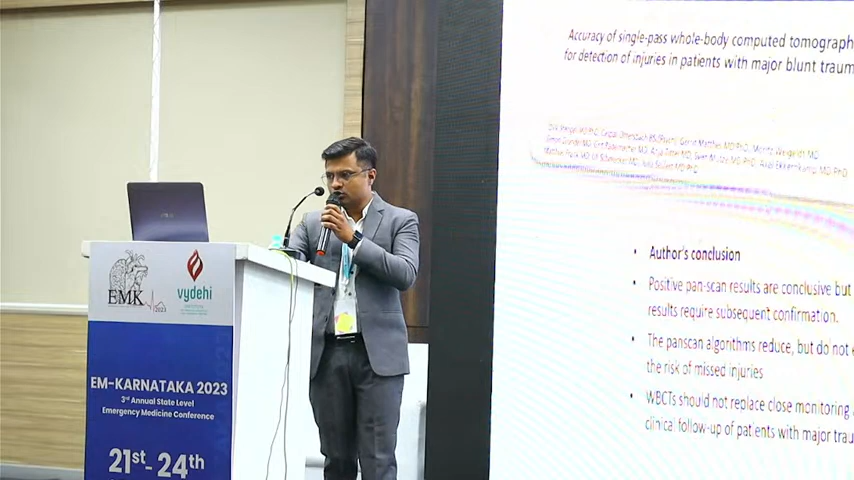 Accuracy of single-pass whole-body computed tomograph
for detection of injuries in patients with major blunt traum
Author's conclusion
Positive pan-scan results are conclusive but
results require subsequent confirmation.
The panscan algorithms reduce, but do not e
the risk of missed injuries
WBCTs should not replace close monitoring
clinical follow-up of patients with major trau
EMK
2023
vydehi
EM-KARNATAKA 2023
3rd Annual State Level
Emergency Medicine Conference
21st - 24th